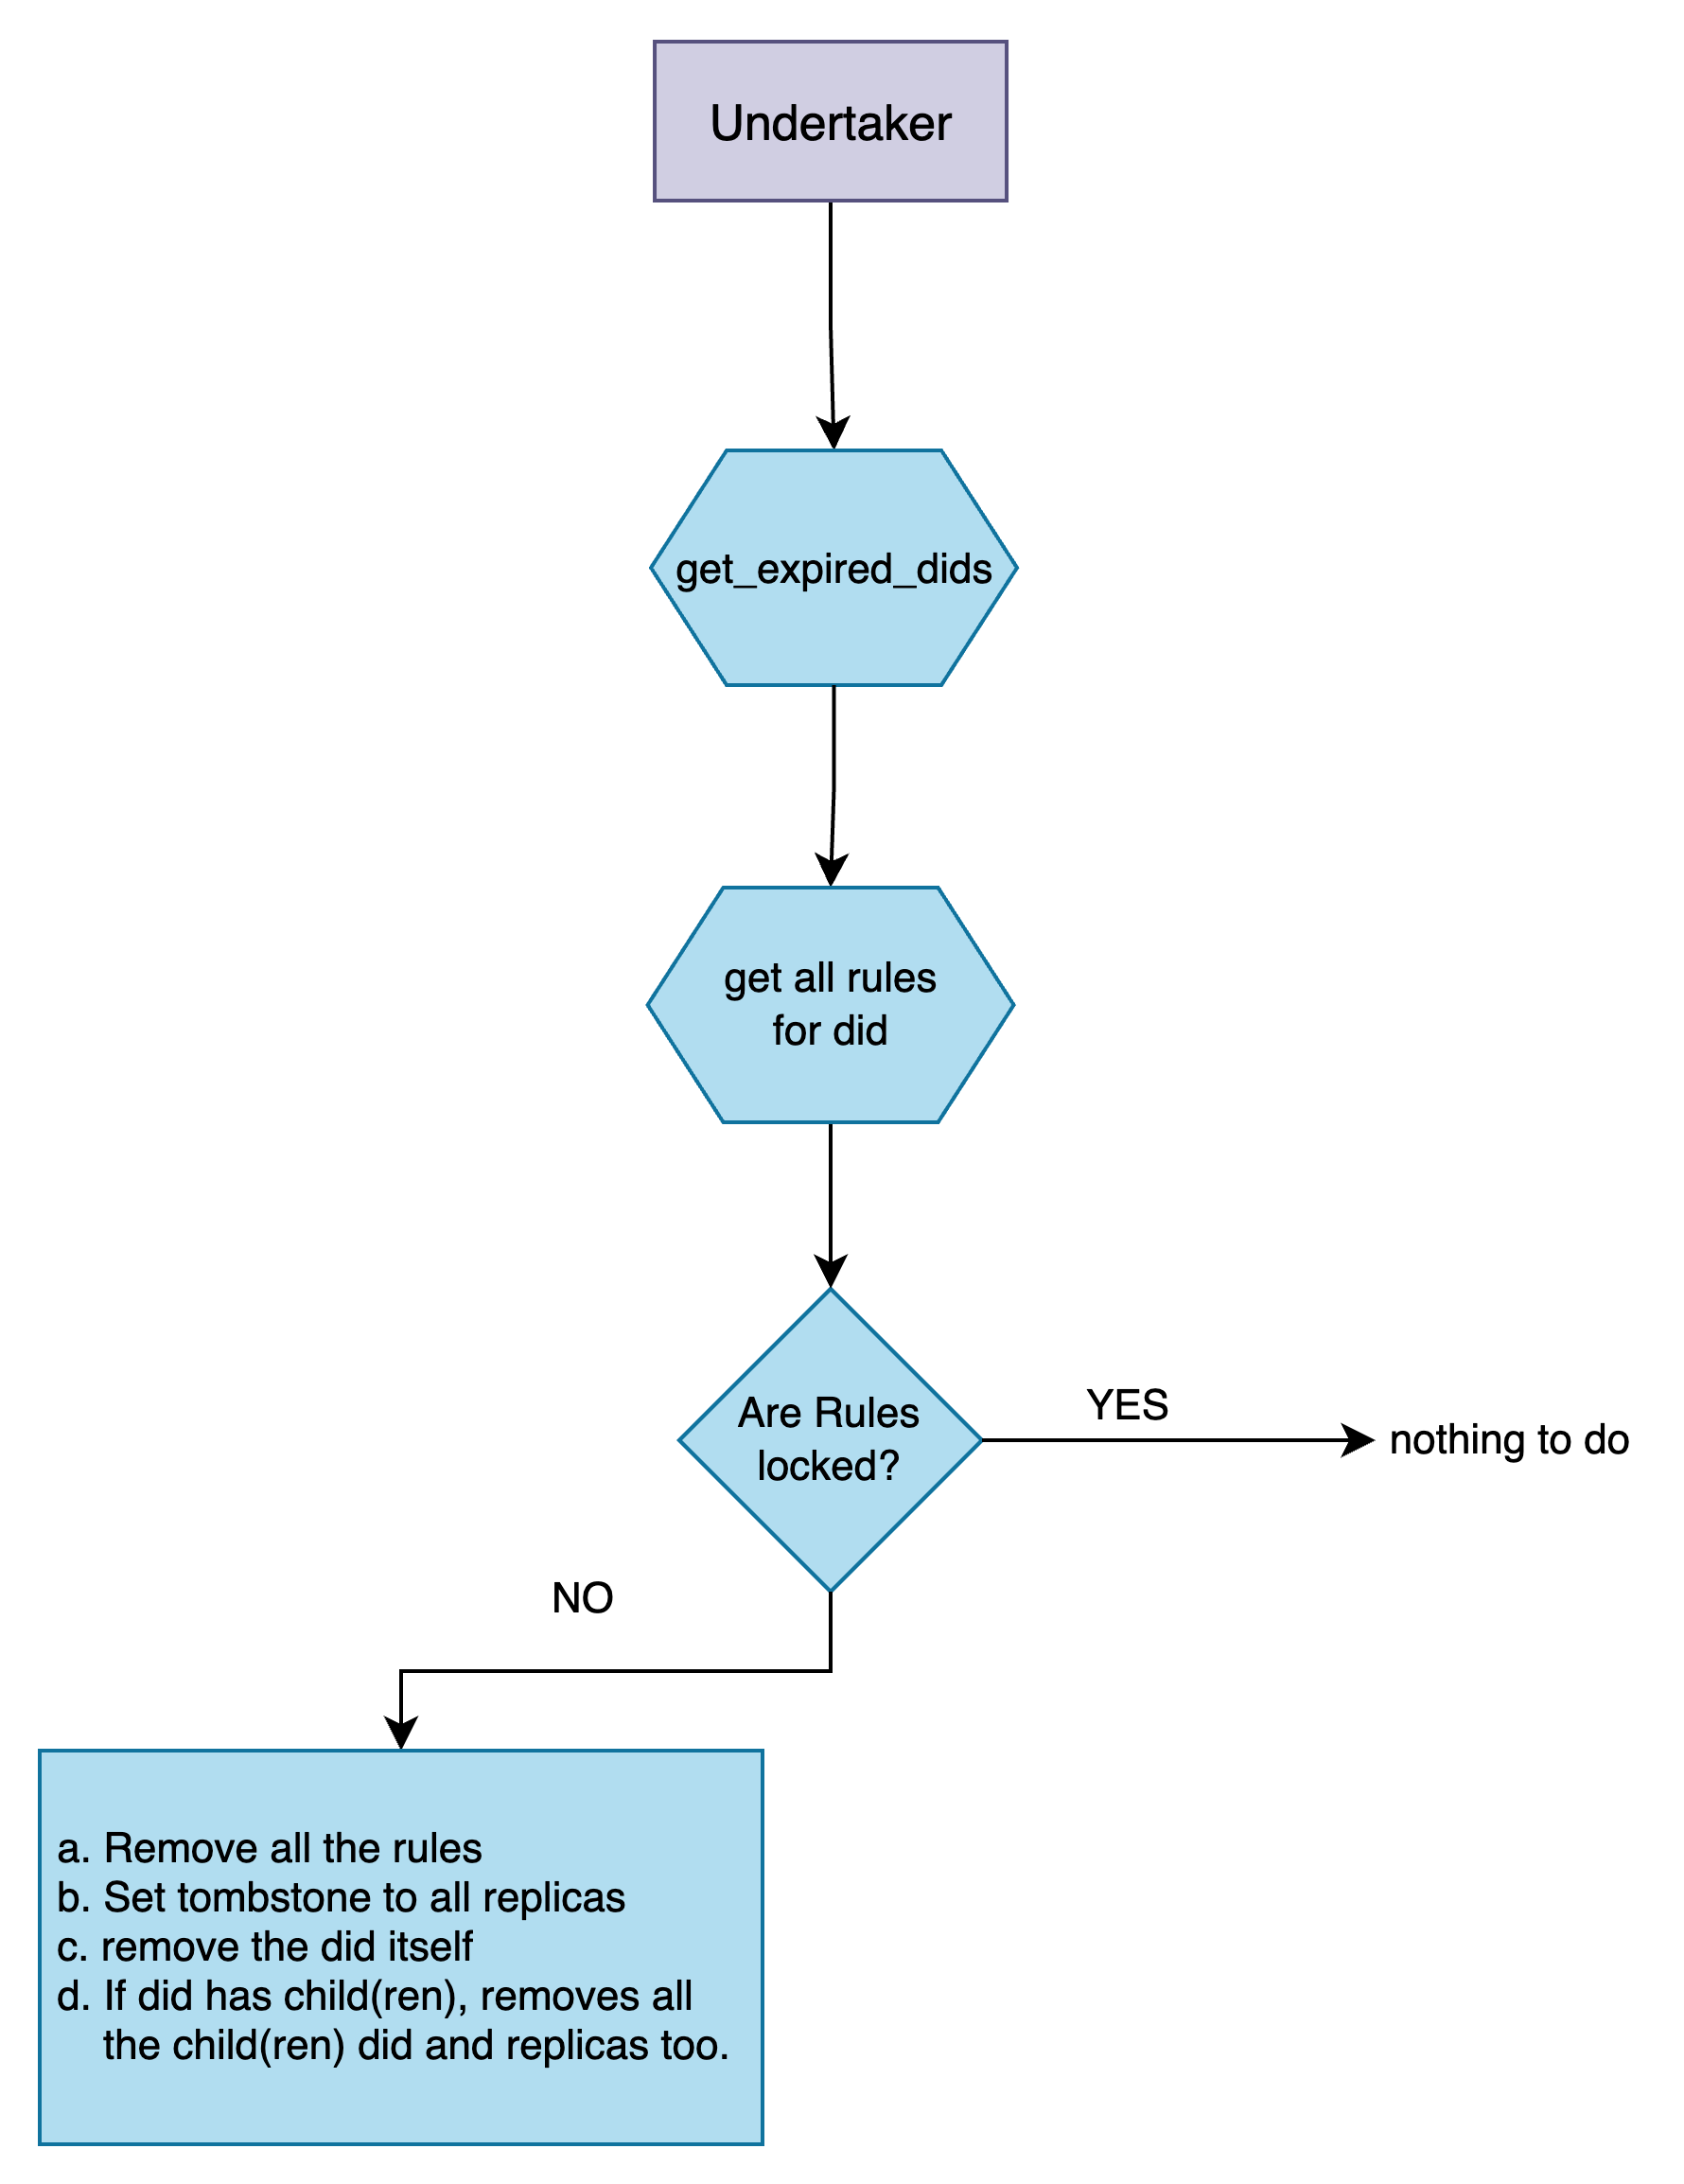 Undertaker
get_expired_dids
get all rules
for did
Are Rules
locked?
YES
nothing to do
NO
a. Remove all the rules
b. Set tombstone to all replicas
c. remove the did itself
d. If did has child(ren), removes all
the child(ren) did and replicas too.